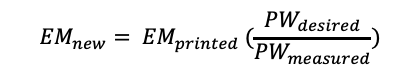 EM_new = EM_printed (PW_desired / PW_measured)